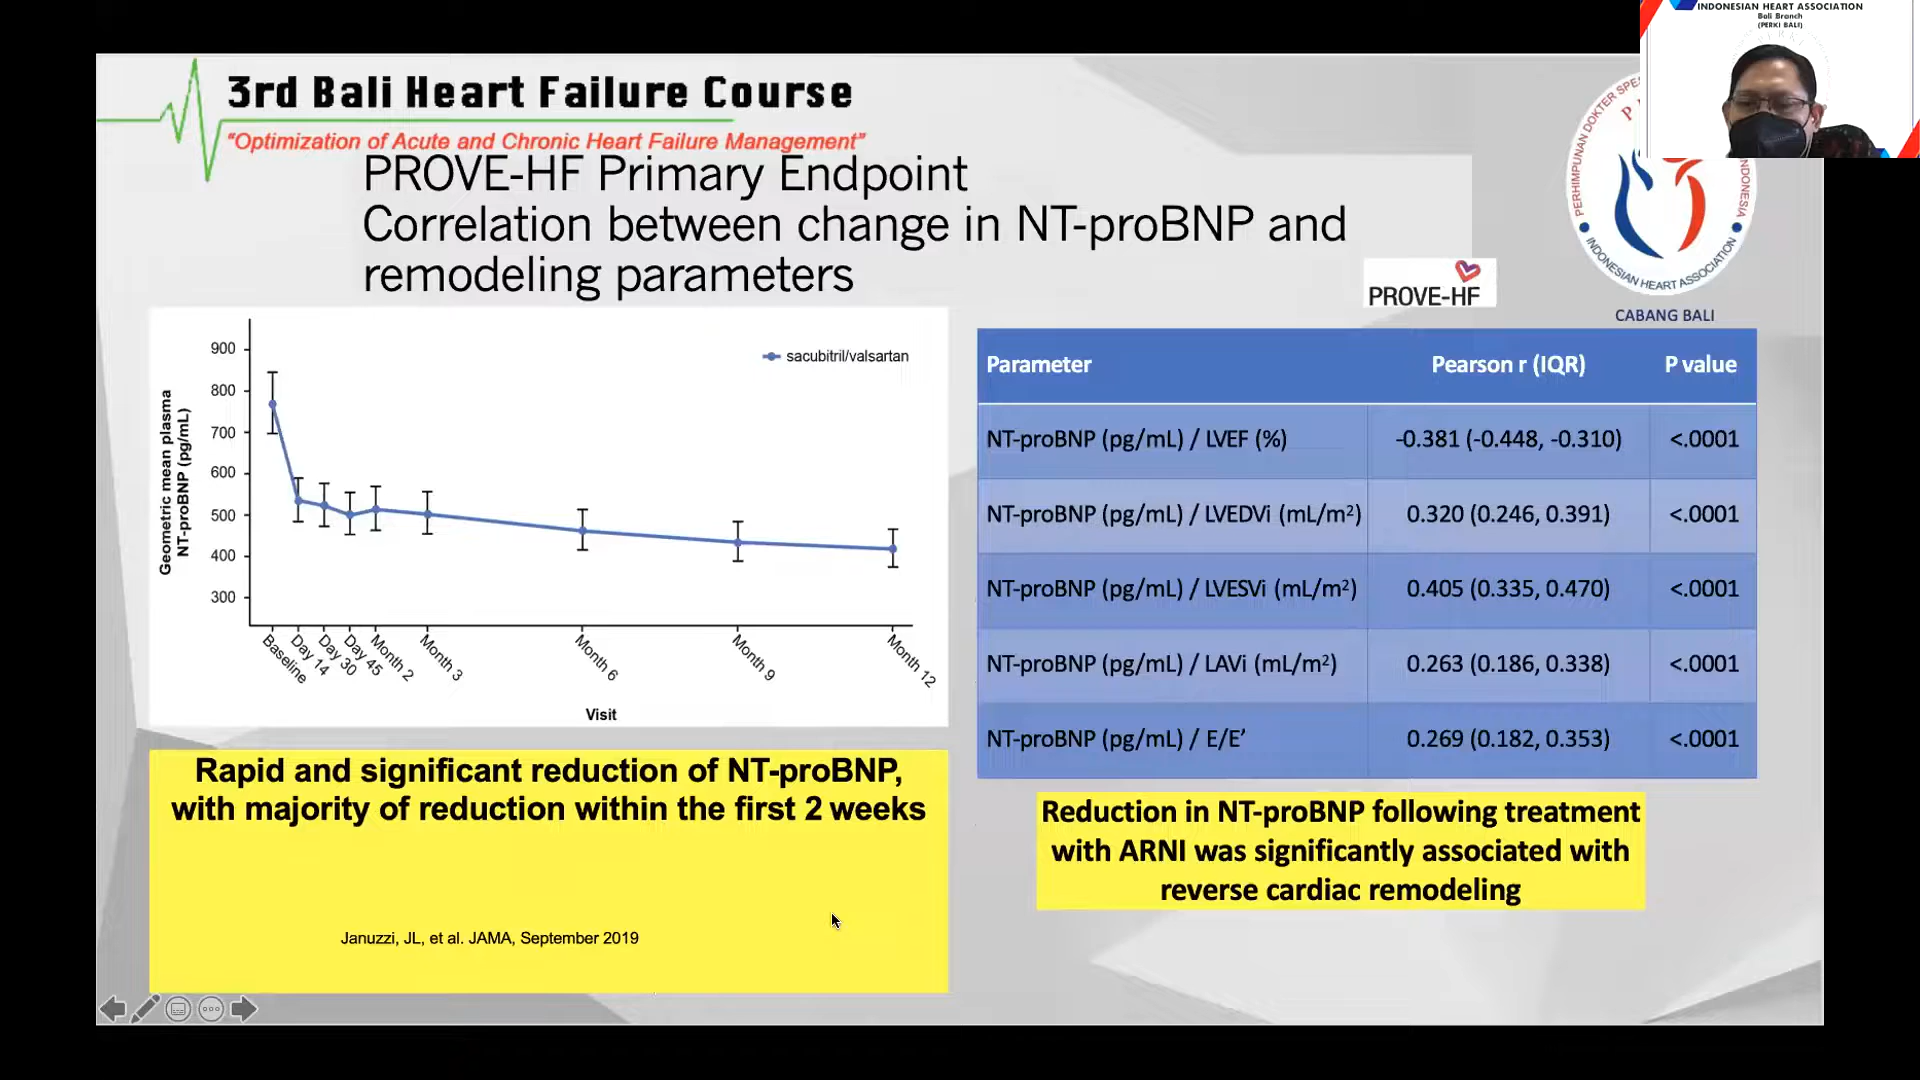 INDONESIAN HEART ASSOCIATION
Bali Branch
(PERKI BALI)
3rd Bali Heart Failure Course
“Optimization of Acute and Chronic Heart Failure Management”
PROVE-HF Primary Endpoint
Correlation between change in NT-proBNP and
remodeling parameters
PROVE-HF
PERHIMPUNAN DOKTER
INDONESIA
INDONESIAN HEART ASSOCIATION
CABANG BALI
sacubitril/valsartan
Geometric mean plasma
NT-proBNP (pg/mL)
900
800
700
600
500
400
300
Baseline
Day 14
Day 30
Day 45
Month 2
Month 3
Month 6
Month 9
Month 12
Visit
Parameter Pearson r (IQR) P value
NT-proBNP (pg/mL) / LVEF (%) -0.381 (-0.448, -0.310) <.0001
NT-proBNP (pg/mL) / LVEDVi (mL/m²) 0.320 (0.246, 0.391) <.0001
NT-proBNP (pg/mL) / LVESVi (mL/m²) 0.405 (0.335, 0.470) <.0001
NT-proBNP (pg/mL) / LAVi (mL/m²) 0.263 (0.186, 0.338) <.0001
NT-proBNP (pg/mL) / E/E’ 0.269 (0.182, 0.353) <.0001
Rapid and significant reduction of NT-proBNP,
with majority of reduction within the first 2 weeks
Januzzi, JL, et al. JAMA, September 2019
Reduction in NT-proBNP following treatment
with ARNI was significantly associated with
reverse cardiac remodeling